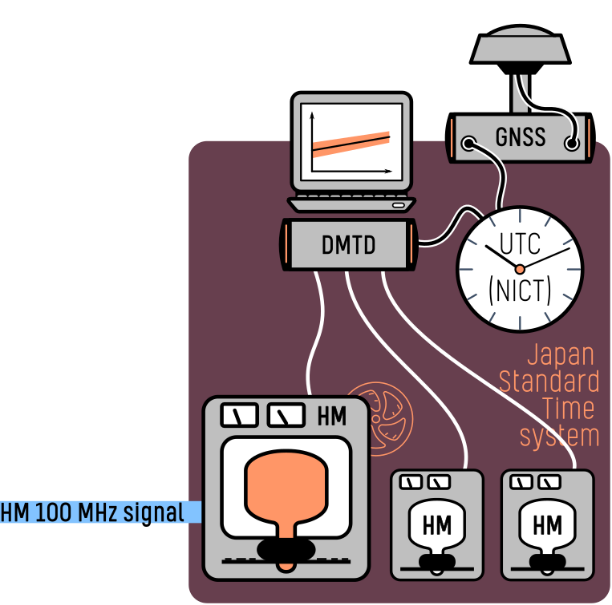 GNSS
DMTD
UTC
(NICT)
Japan
Standard
Time
system
HM
HM 100 MHz signal
HM
HM